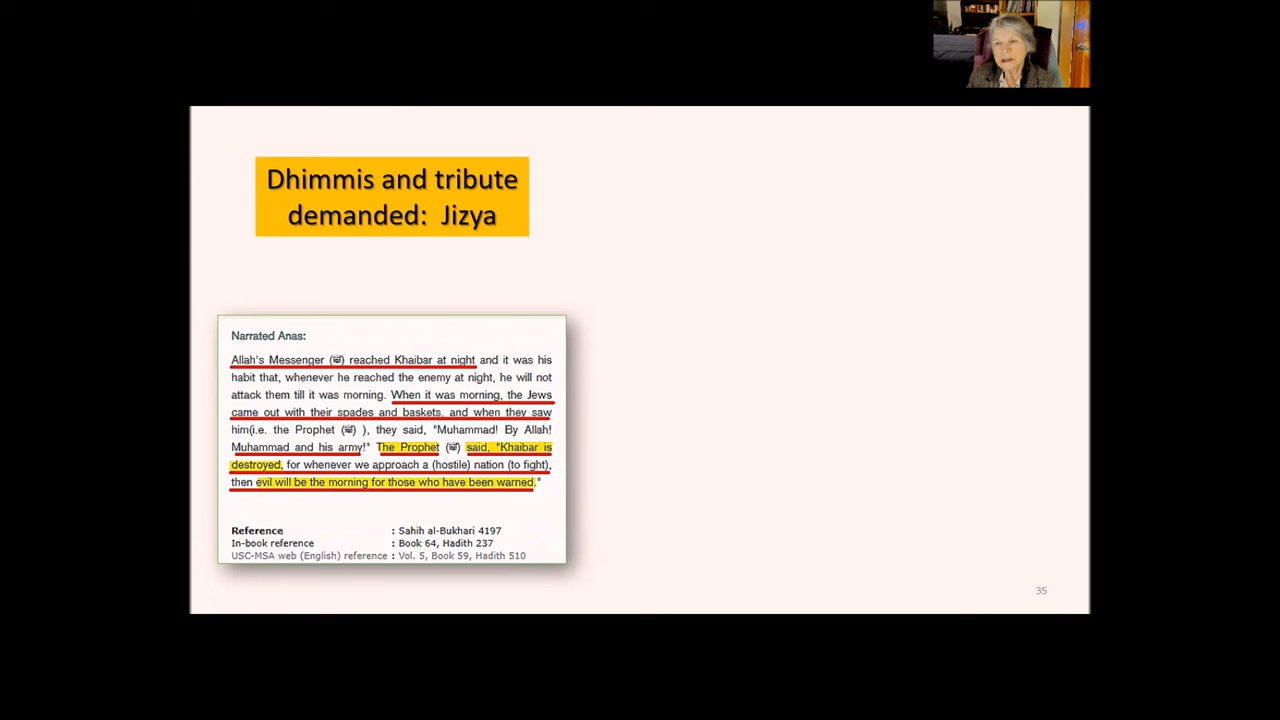 Dhimmis and tribute
demanded: Jizya
Narrated Anas:
Allah's Messenger (ﷺ) reached Khaibar at night and it was his
habit that, whenever he reached the enemy at night, he will not
attack them till it was morning. When it was morning, the Jews
came out with their spades and baskets, and when they saw
him(i.e. the Prophet (ﷺ) ), they said, "Muhammad! By Allah!
Muhammad and his army!" The Prophet (ﷺ) said, "Khaibar is
destroyed, for whenever we approach a (hostile) nation (to fight),
then evil will be the morning for those who have been warned."
Reference : Sahih al-Bukhari 4197
In-book reference : Book 64, Hadith 237
USC-MSA web (English) reference : Vol. 5, Book 59, Hadith 510
35